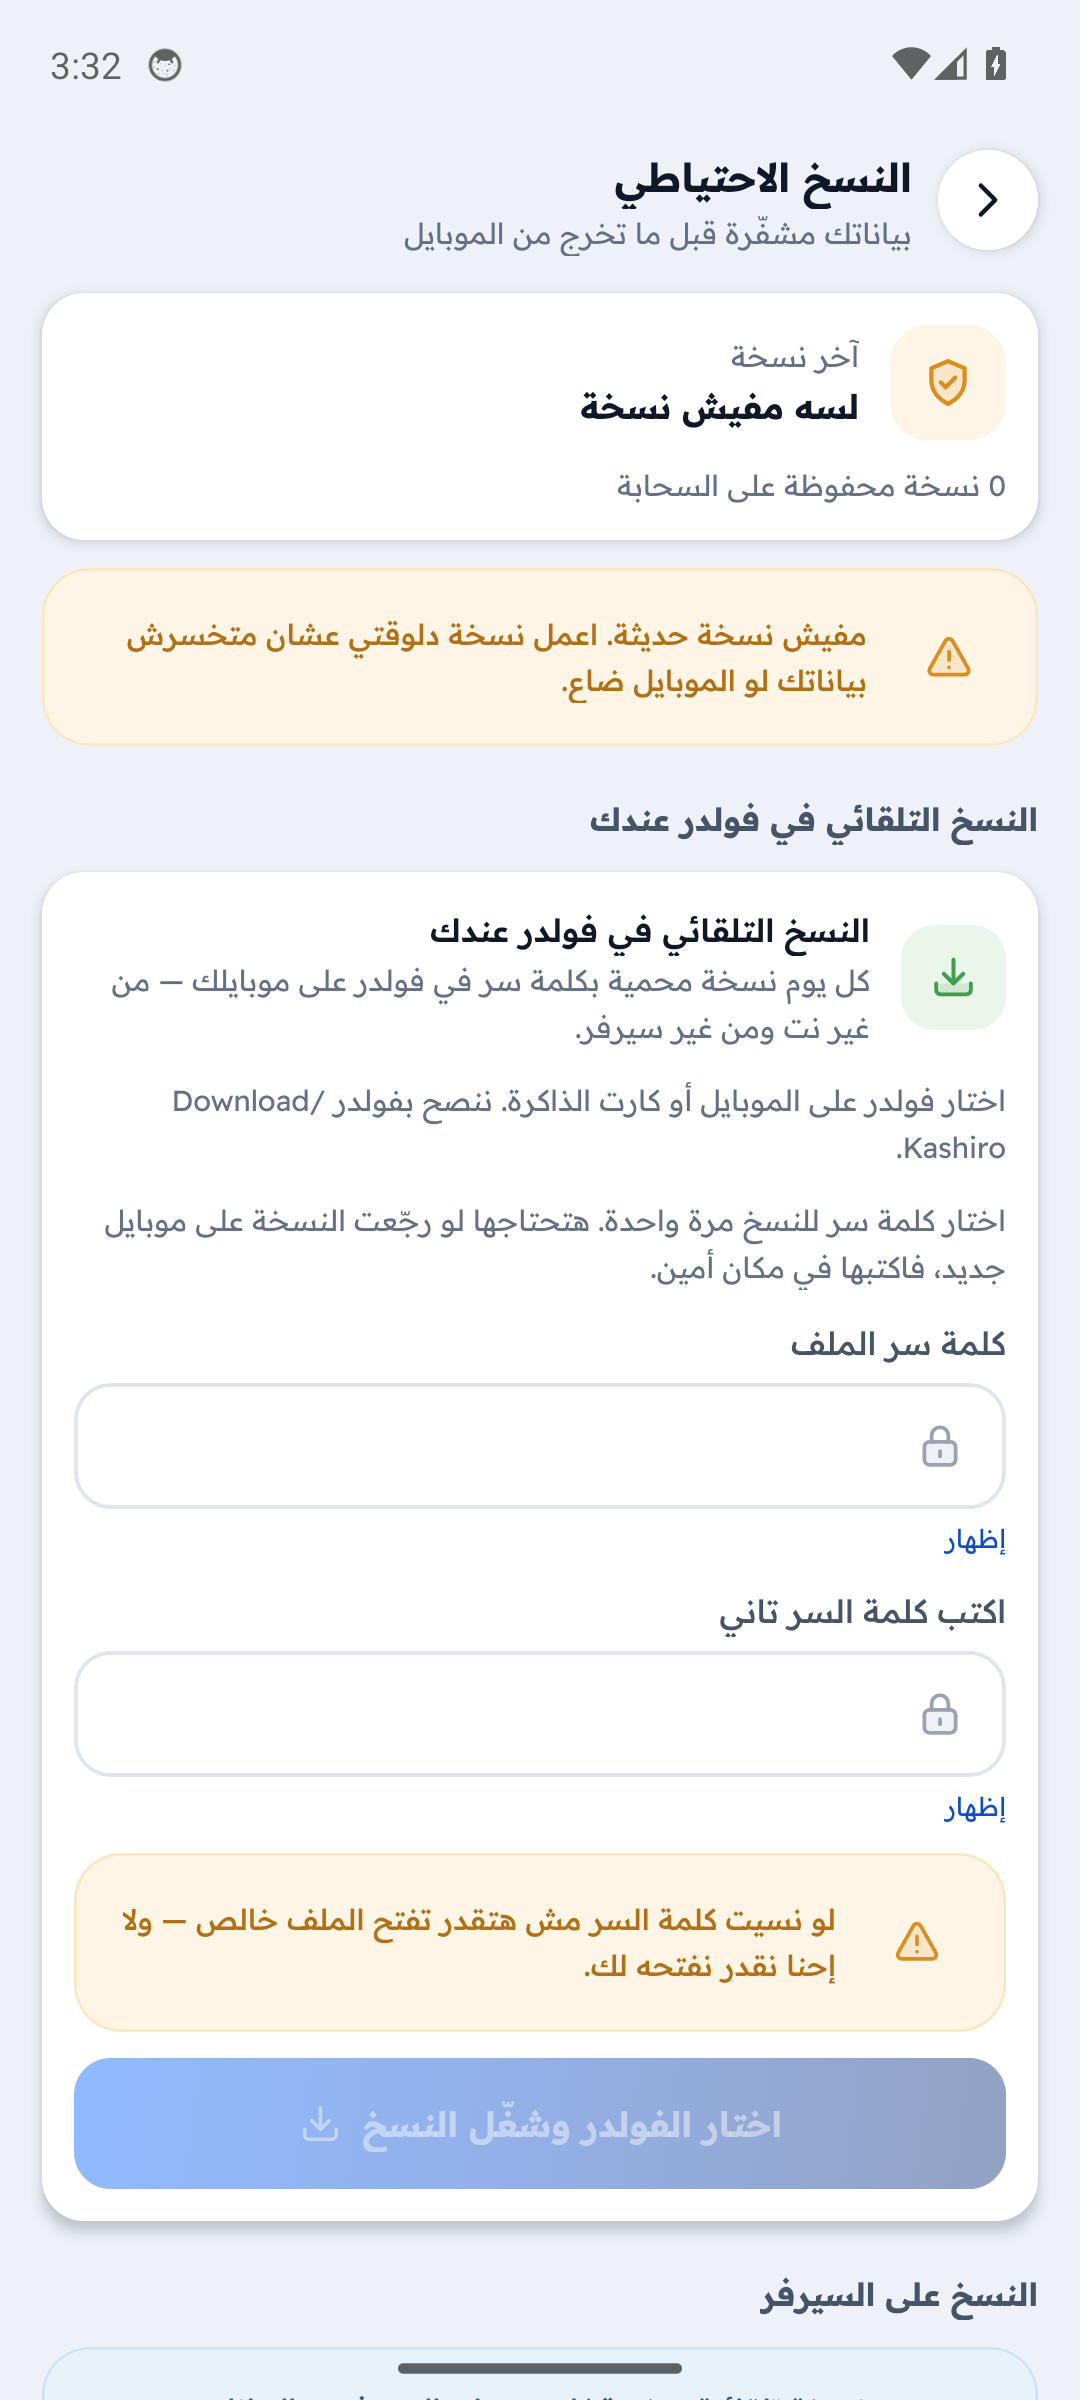 3:32
النسخ الاحتياطي
بياناتك مشفّرة قبل ما تخرج من الموبايل
آخر نسخة
لسه مفيش نسخة
0 نسخة محفوظة على السحابة
مفيش نسخة حديثة. اعمل نسخة دلوقتي عشان متخسرش
بياناتك لو الموبايل ضاع.
النسخ التلقائي في فولدر عندك
النسخ التلقائي في فولدر عندك
كل يوم نسخة محمية بكلمة سر في فولدر على موبايلك — من
غير نت ومن غير سيرفر.
اختار فولدر على الموبايل أو كارت الذاكرة. ننصح بفولدر Download/
Kashiro.
اختار كلمة سر للنسخ مرة واحدة. هتحتاجها لو رجّعت النسخة على موبايل
جديد، فاكتبها في مكان أمين.
كلمة سر الملف
إظهار
اكتب كلمة السر تاني
إظهار
لو نسيت كلمة السر مش هتقدر تفتح الملف خالص — ولا
إحنا نقدر نفتحه لك.
اختار الفولدر وشغّل النسخ
النسخ على السيرفر